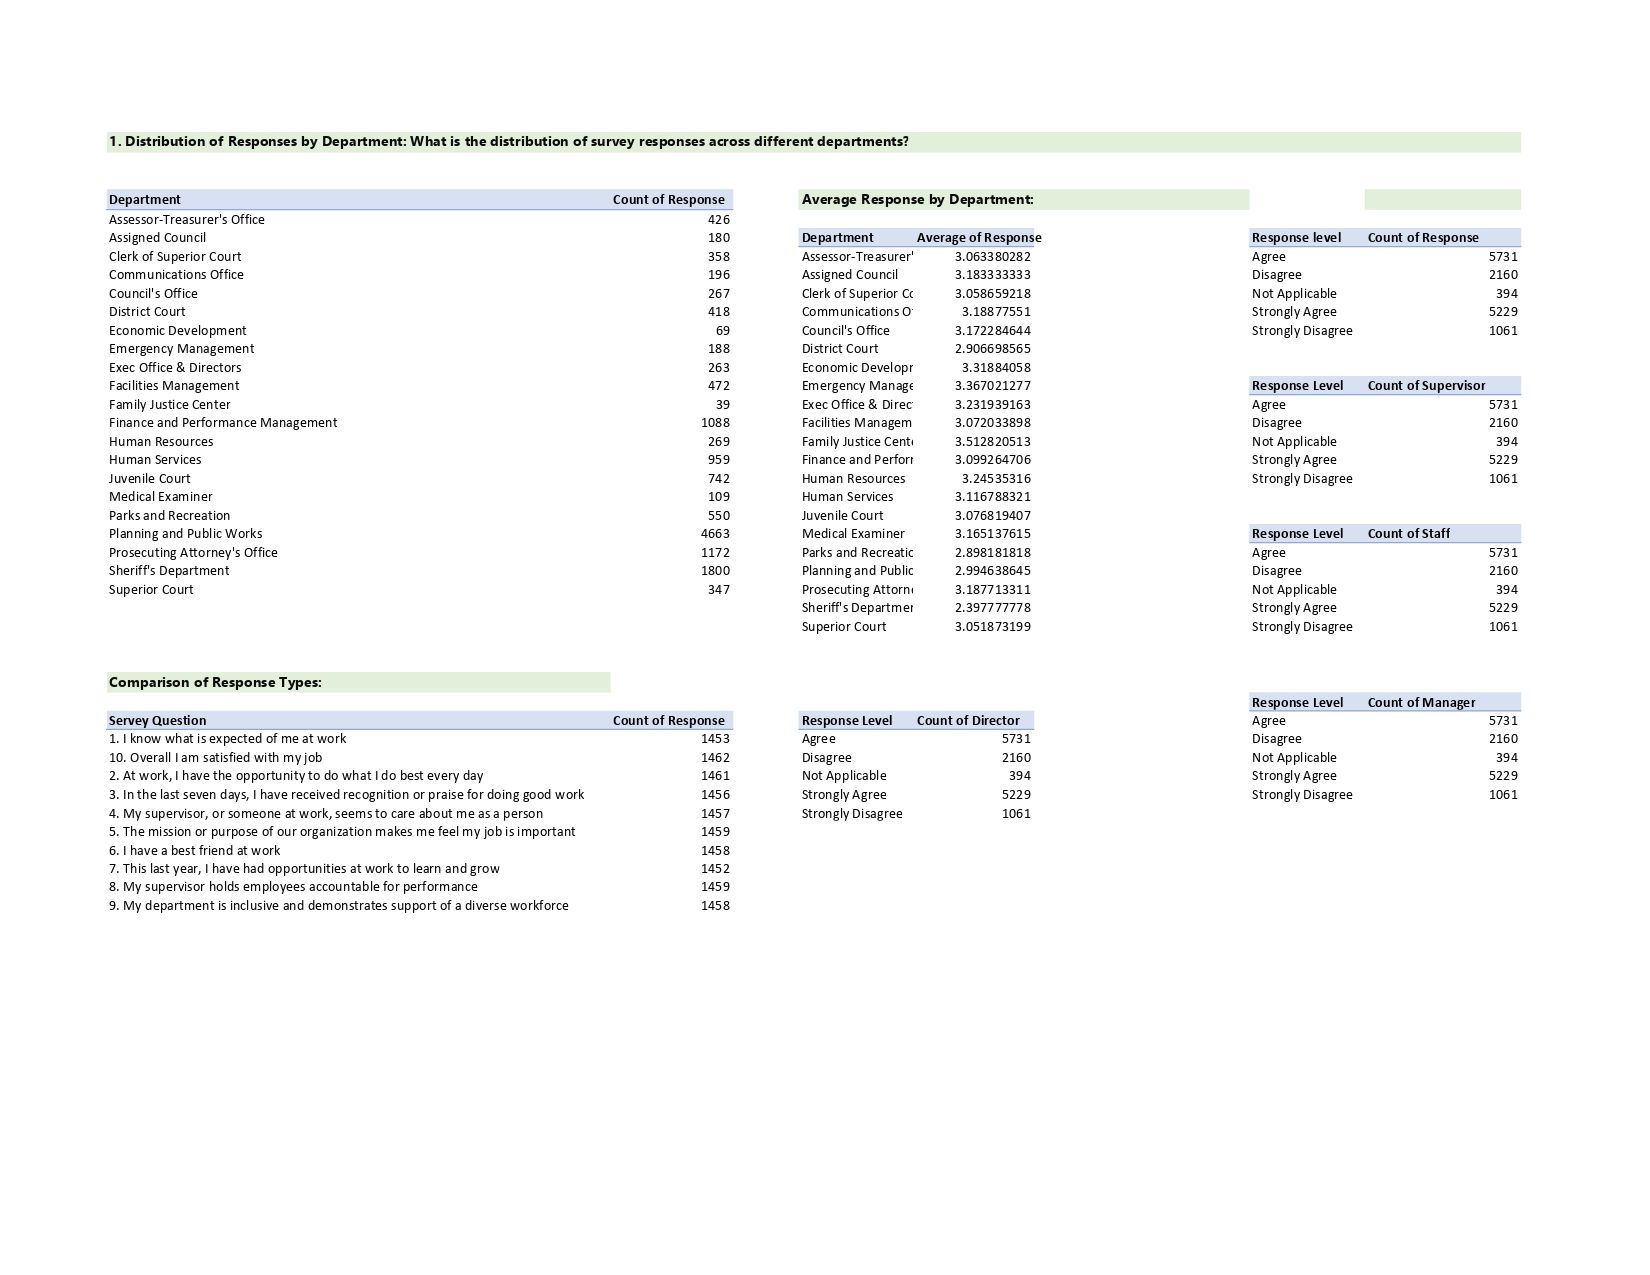 1. Distribution of Responses by Department: What is the distribution of survey responses across different departments?
Department Count of Response
Assessor-Treasurer's Office 426
Assigned Council 180
Clerk of Superior Court 358
Communications Office 196
Council's Office 267
District Court 418
Economic Development 69
Emergency Management 188
Exec Office & Directors 263
Facilities Management 472
Family Justice Center 39
Finance and Performance Management 1088
Human Resources 269
Human Services 959
Juvenile Court 742
Medical Examiner 109
Parks and Recreation 550
Planning and Public Works 4663
Prosecuting Attorney's Office 1172
Sheriff's Department 1800
Superior Court 347
Average Response by Department:
Department Average of Response
Assessor-Treasurer' 3.063380282
Assigned Council 3.183333333
Clerk of Superior Co 3.058659218
Communications O 3.18877551
Council's Office 3.172284644
District Court 2.906698565
Economic Develop 3.31884058
Emergency Manage 3.367021277
Exec Office & Direc 3.231939163
Facilities Managem 3.072033898
Family Justice Cent 3.512820513
Finance and Perfor 3.099264706
Human Resources 3.24535316
Human Services 3.116788321
Juvenile Court 3.076819407
Medical Examiner 3.165137615
Parks and Recreatio 2.898181818
Planning and Public 2.994638645
Prosecuting Attorn 3.187713311
Sheriff's Departme 2.397777778
Superior Court 3.051873199
Response level Count of Response
Agree 5731
Disagree 2160
Not Applicable 394
Strongly Agree 5229
Strongly Disagree 1061
Response Level Count of Supervisor
Agree 5731
Disagree 2160
Not Applicable 394
Strongly Agree 5229
Strongly Disagree 1061
Response Level Count of Staff
Agree 5731
Disagree 2160
Not Applicable 394
Strongly Agree 5229
Strongly Disagree 1061
Comparison of Response Types:
Servey Question Count of Response
1. I know what is expected of me at work 1453
10. Overall I am satisfied with my job 1462
2. At work, I have the opportunity to do what I do best every day 1461
3. In the last seven days, I have received recognition or praise for doing good work 1456
4. My supervisor, or someone at work, seems to care about me as a person 1457
5. The mission or purpose of our organization makes me feel my job is important 1459
6. I have a best friend at work 1458
7. This last year, I have had opportunities at work to learn and grow 1452
8. My supervisor holds employees accountable for performance 1459
9. My department is inclusive and demonstrates support of a diverse workforce 1458
Response Level Count of Director
Agree 5731
Disagree 2160
Not Applicable 394
Strongly Agree 5229
Strongly Disagree 1061
Response Level Count of Manager
Agree 5731
Disagree 2160
Not Applicable 394
Strongly Agree 5229
Strongly Disagree 1061